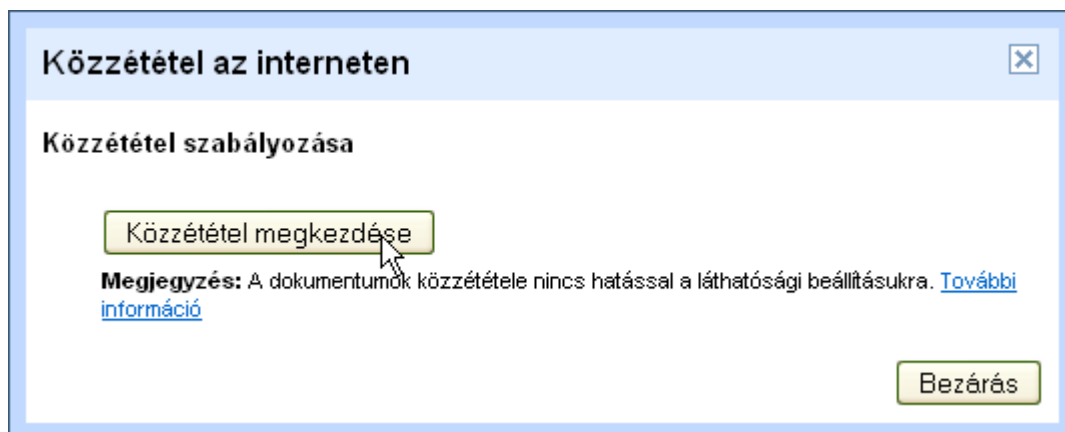 Közzététel az interneten
Közzététel szabályozása
Közzététel megkezdése
Megjegyzés: A dokumentumok közzététele nincs hatással a láthatósági beállításukra. További
információ
Bezárás